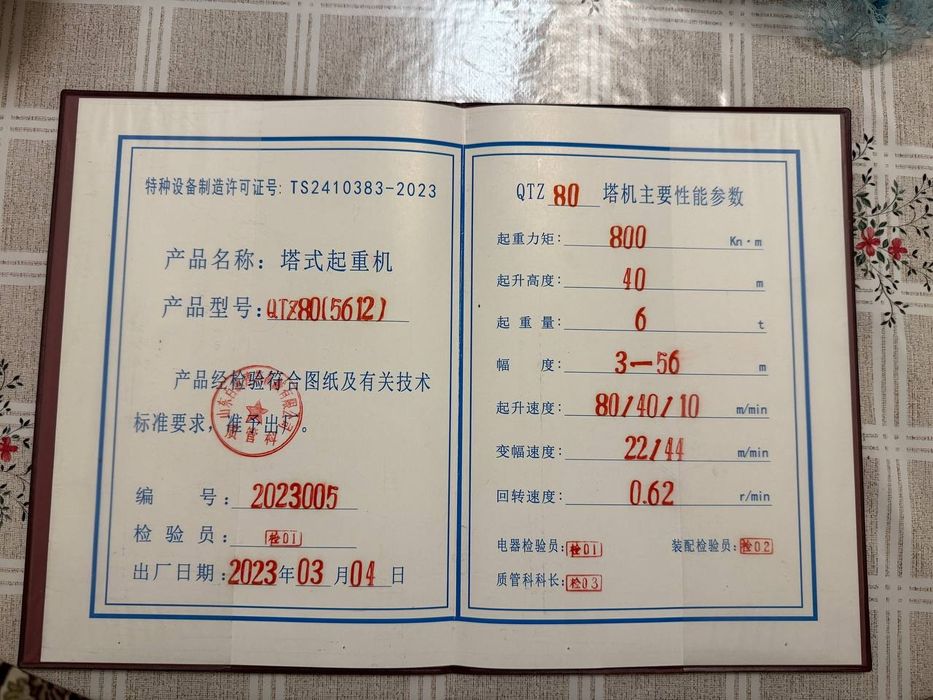 特种设备制造许可证号: TS2410383-2023
产品名称: 塔式起重机
产品型号: QTZ80(5612)
产品经检验符合图纸及有关技术
标准要求, 准予出厂。
质管科
编 号: 2023005
检验员: 检01
出厂日期: 2023年03月04日
QTZ 80 塔机主要性能参数
起重力矩: 800 Kn·m
起升高度: 40 m
起重量: 6 t
幅 度: 3—56 m
起升速度: 80/40/10 m/min
变幅速度: 22/44 m/min
回转速度: 0.62 r/min
电器检验员: 检01 装配检验员: 检02
质管科科长: 检03